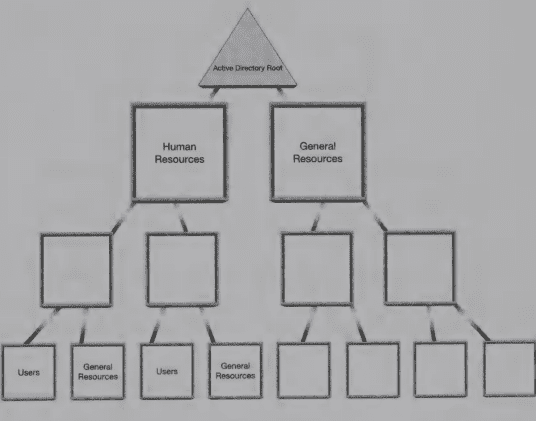 Active Directory Root
Human
Resources
General
Resources
Users
General
Resources
Users
General
Resources